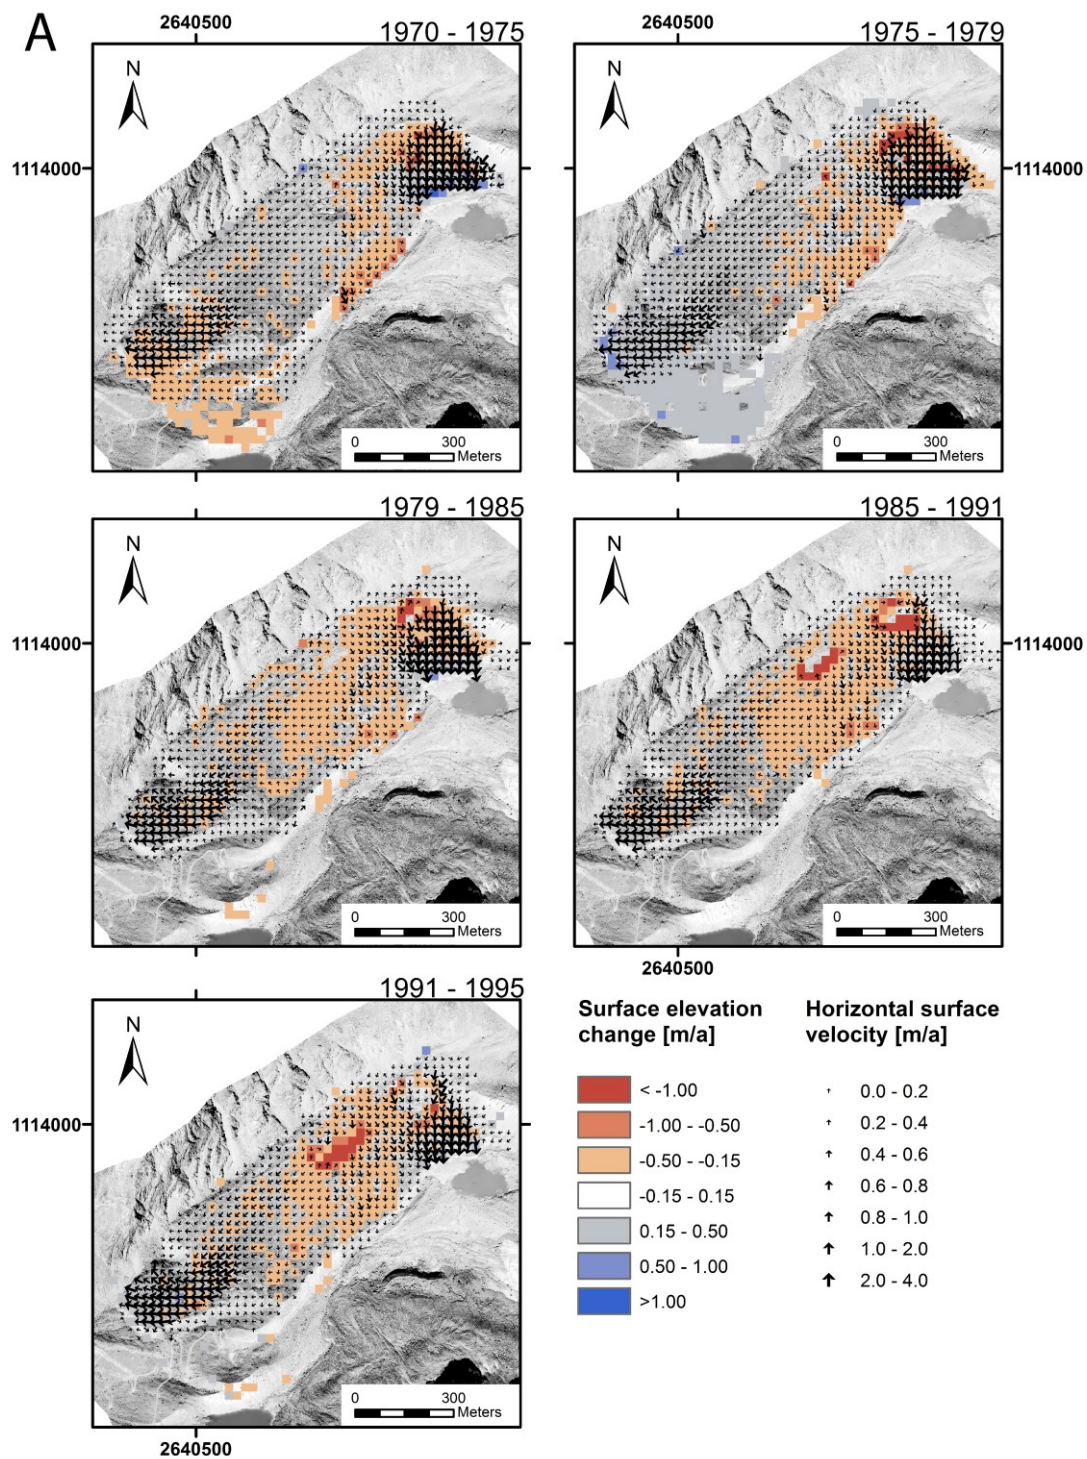 A
2640500
1970 - 1975
N
1114000
0 300
Meters
2640500
1975 - 1979
N
1114000
0 300
Meters
1979 - 1985
N
1114000
0 300
Meters
1985 - 1991
N
1114000
0 300
Meters
2640500
1991 - 1995
N
1114000
0 300
Meters
2640500
Surface elevation
change [m/a]
< -1.00
-1.00 - -0.50
-0.50 - -0.15
-0.15 - 0.15
0.15 - 0.50
0.50 - 1.00
>1.00
Horizontal surface
velocity [m/a]
0.0 - 0.2
0.2 - 0.4
0.4 - 0.6
0.6 - 0.8
0.8 - 1.0
1.0 - 2.0
2.0 - 4.0